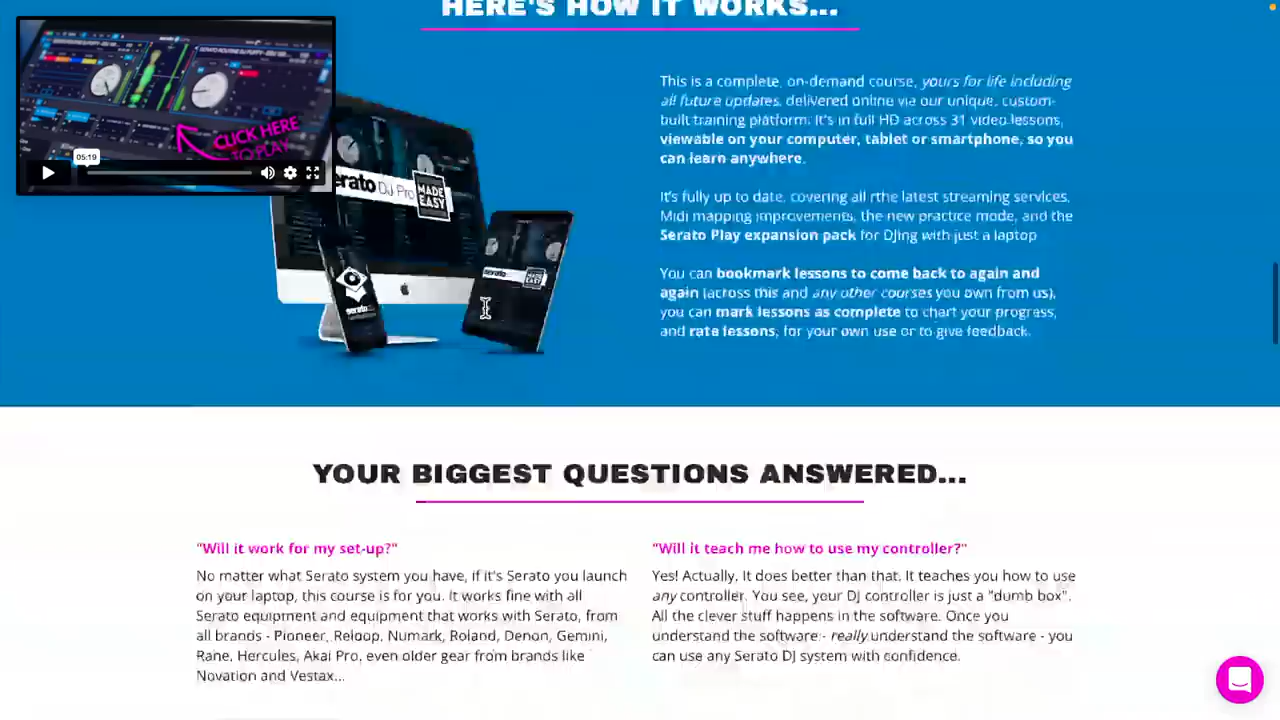 HERE'S HOW IT WORKS...
CLICK HERE
TO PLAY
05:19
Serato DJ Pro MADE EASY
serato MADE EASY
serato
This is a complete, on-demand course, yours for life including
all future updates, delivered online via our unique, custom-
built training platform. It's in full HD across 31 video lessons,
viewable on your computer, tablet or smartphone, so you
can learn anywhere.
It's fully up to date, covering all rthe latest streaming services,
Midi mapping improvements, the new practice mode, and the
Serato Play expansion pack for DJing with just a laptop
You can bookmark lessons to come back to again and
again (across this and any other courses you own from us),
you can mark lessons as complete to chart your progress,
and rate lessons, for your own use or to give feedback.
YOUR BIGGEST QUESTIONS ANSWERED...
"Will it work for my set-up?"
No matter what Serato system you have, if it's Serato you launch
on your laptop, this course is for you. It works fine with all
Serato equipment and equipment that works with Serato, from
all brands - Pioneer, Reloop, Numark, Roland, Denon, Gemini,
Rane, Hercules, Akai Pro, even older gear from brands like
Novation and Vestax...
"Will it teach me how to use my controller?"
Yes! Actually, It does better than that. It teaches you how to use
any controller. You see, your DJ controller is just a "dumb box".
All the clever stuff happens in the software. Once you
understand the software - really understand the software - you
can use any Serato DJ system with confidence.